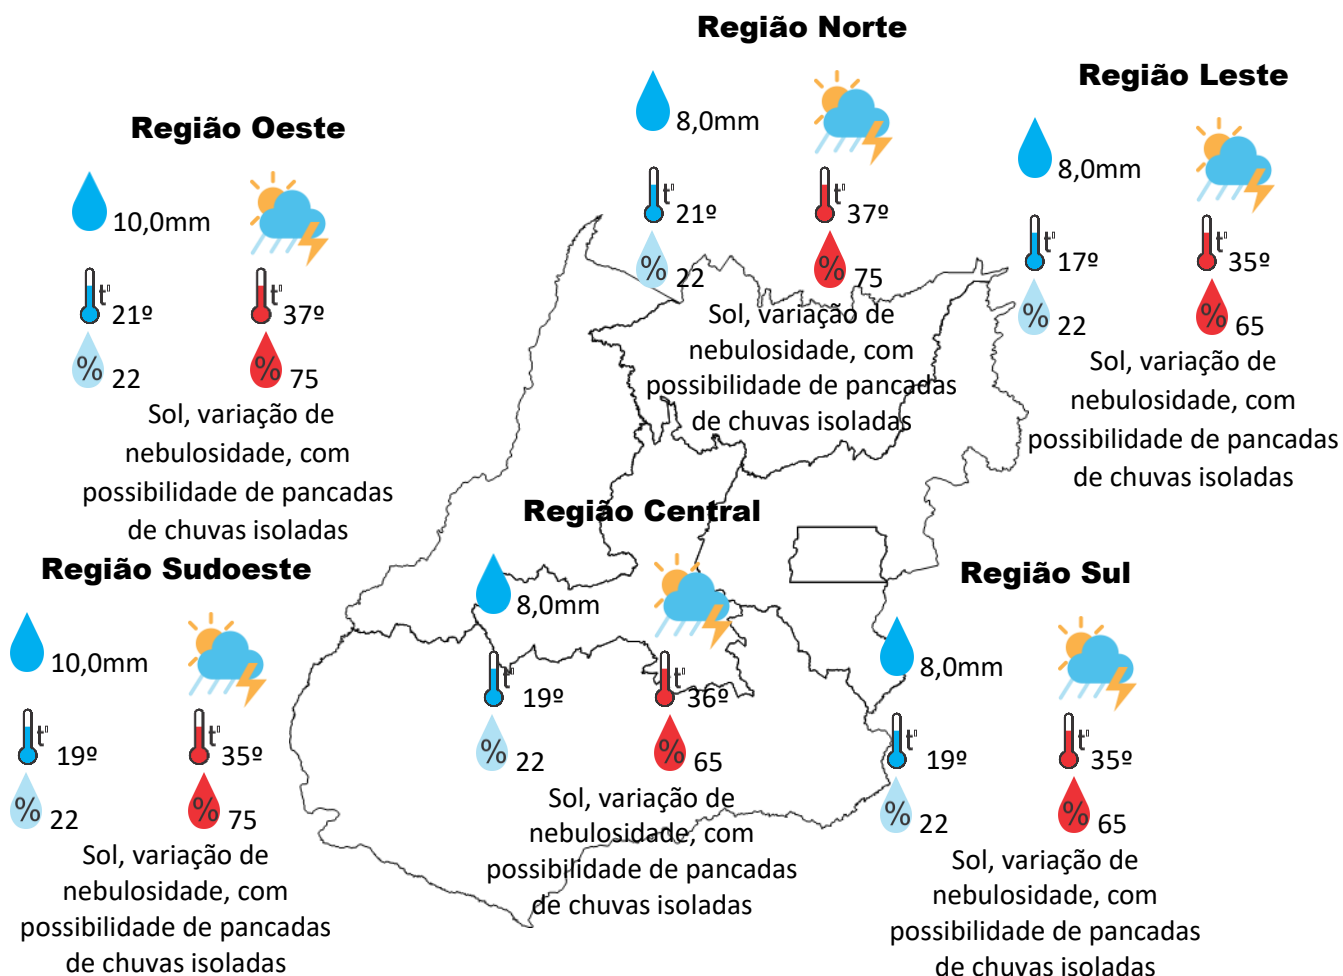 Região Norte
8,0mm
t°
21º
t°
37º
%
22
%
75
Sol, variação de
nebulosidade, com
possibilidade de pancadas
de chuvas isoladas
Região Leste
8,0mm
t°
17º
t°
35º
%
22
%
65
Sol, variação de
nebulosidade, com
possibilidade de pancadas
de chuvas isoladas
Região Oeste
10,0mm
t°
21º
t°
37º
%
22
%
75
Sol, variação de
nebulosidade, com
possibilidade de pancadas
de chuvas isoladas
Região Central
8,0mm
t°
19º
t°
36º
%
22
%
65
Sol, variação de
nebulosidade, com
possibilidade de pancadas
de chuvas isoladas
Região Sudoeste
10,0mm
t°
19º
t°
35º
%
22
%
75
Sol, variação de
nebulosidade, com
possibilidade de pancadas
de chuvas isoladas
Região Sul
8,0mm
t°
19º
t°
35º
%
22
%
65
Sol, variação de
nebulosidade, com
possibilidade de pancadas
de chuvas isoladas